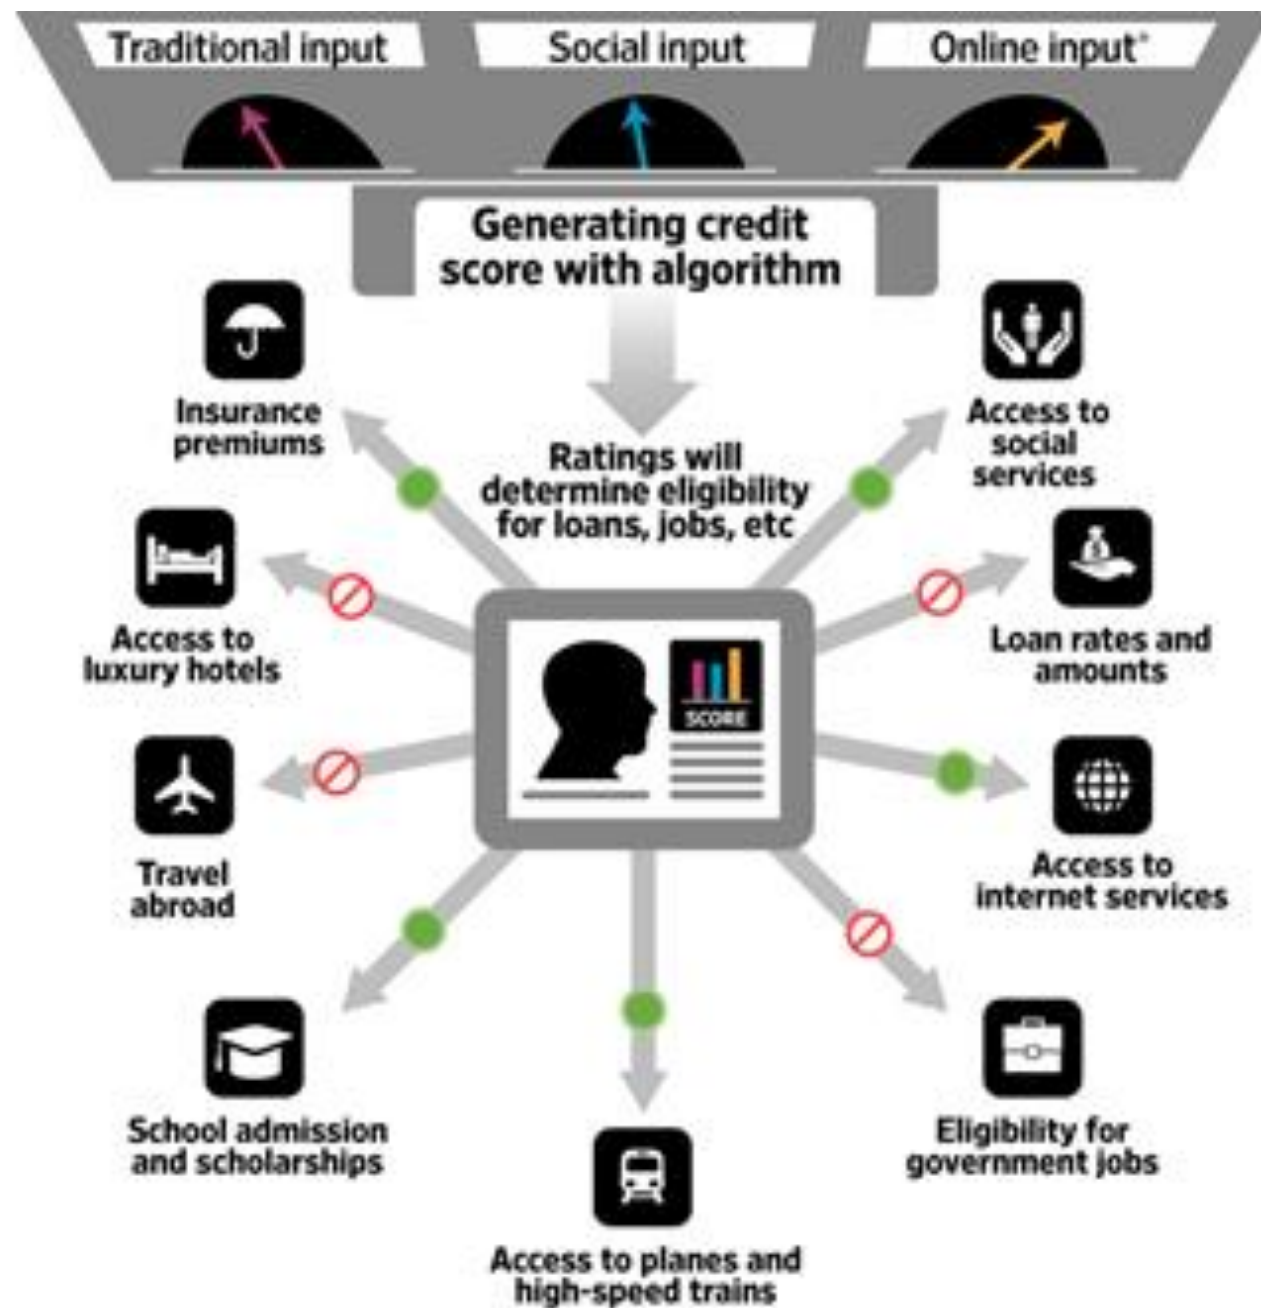 Traditional input
Social input
Online input*
Generating credit
score with algorithm
Ratings will
determine eligibility
for loans, jobs, etc
Insurance
premiums
Access to
social
services
Access to
luxury hotels
Loan rates and
amounts
SCORE
Travel
abroad
Access to
internet services
School admission
and scholarships
Eligibility for
government jobs
Access to planes and
high-speed trains